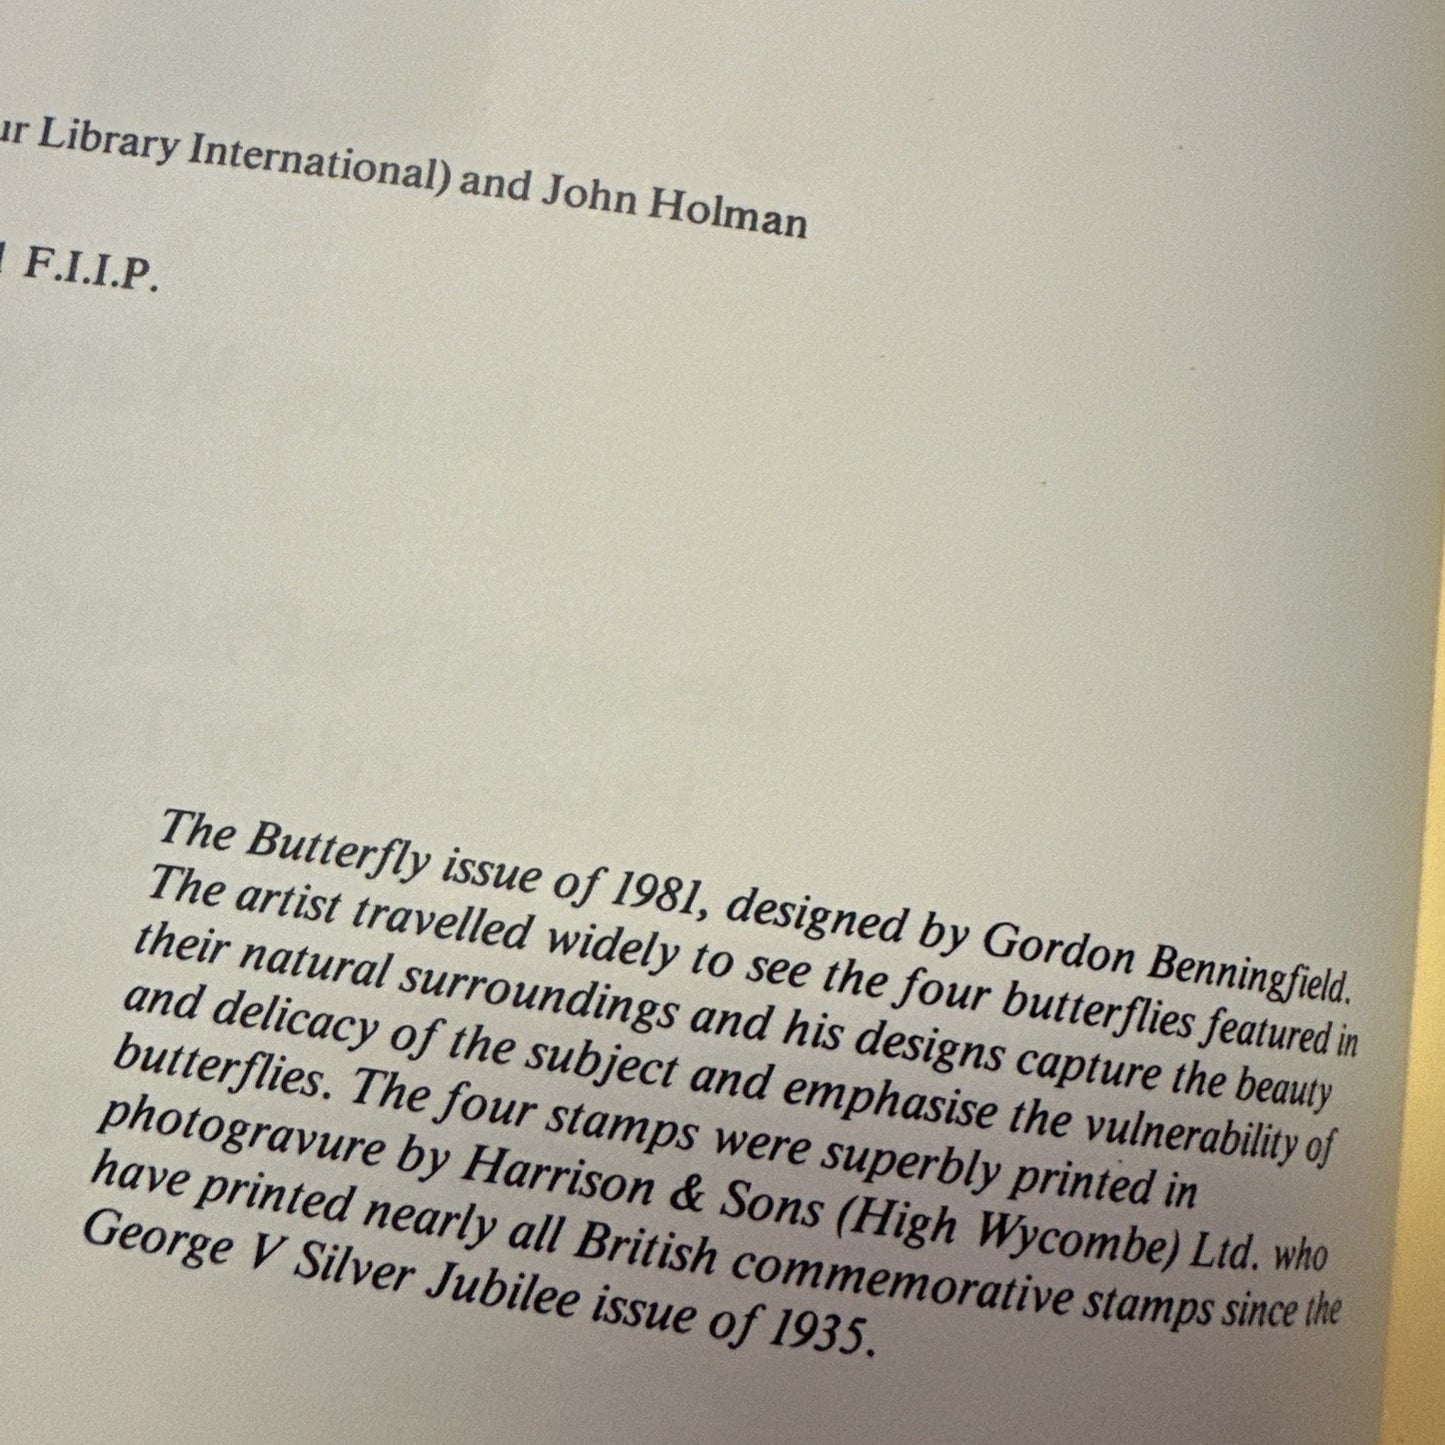 ur Library International) and John Holman
F.I.I.P.
The Butterfly issue of 1981, designed by Gordon Benningfield.
The artist travelled widely to see the four butterflies featured in
their natural surroundings and his designs capture the beauty
and delicacy of the subject and emphasise the vulnerability of
butterflies. The four stamps were superbly printed in
photogravure by Harrison & Sons (High Wycombe) Ltd. who
have printed nearly all British commemorative stamps since the
George V Silver Jubilee issue of 1935.